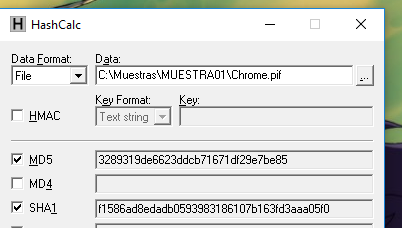 H HashCalc
Data Format: Data:
File C:\Muestras\MUESTRA01\Chrome.pif ...
Key Format: Key:
HMAC Text string
MD5 3289319de6623ddcb71671df29e7be85
MD4
SHA1 f1586ad8edadb0593983186107b163fd3aaa05f0